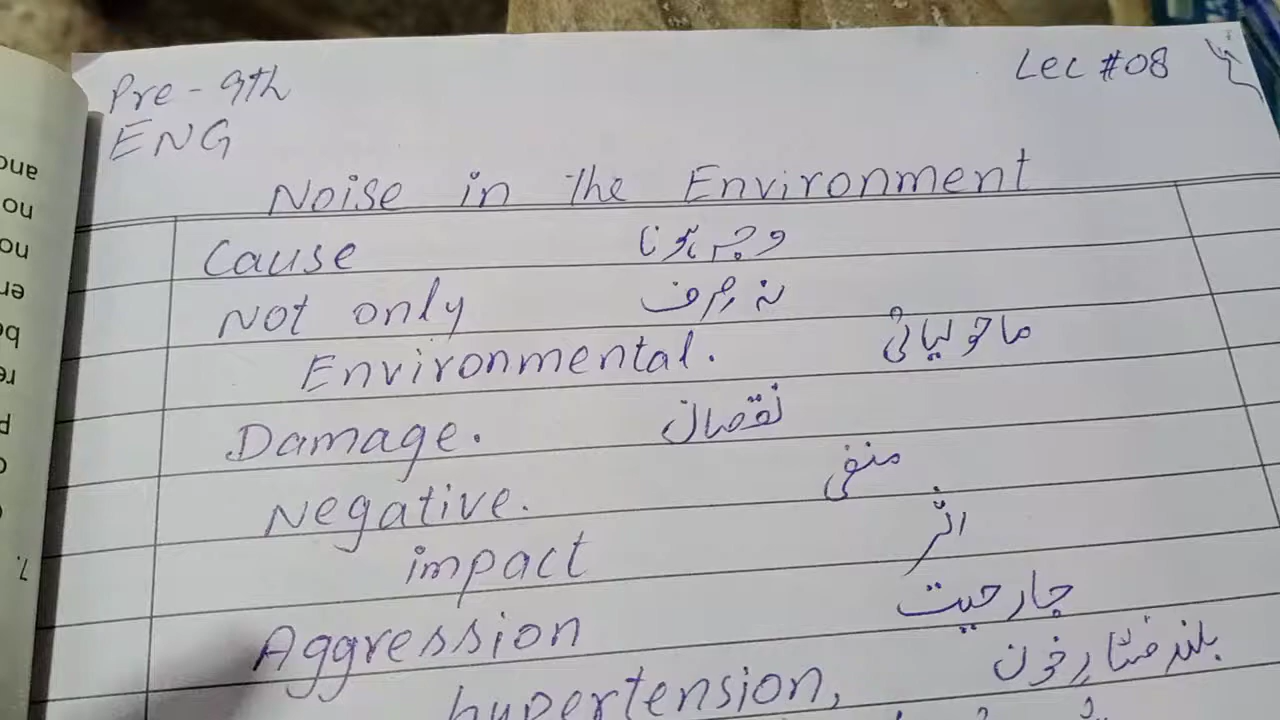 Pre - 9th Lec #08
ENG
Noise in the Environment
Cause وجہ ہونا
Not only نہ صرف
Environmental. ماحولیاتی
Damage. نقصان
Negative. منفی
impact اثر
Aggression جارحیت
hypertension, بلند فشار خون
7.